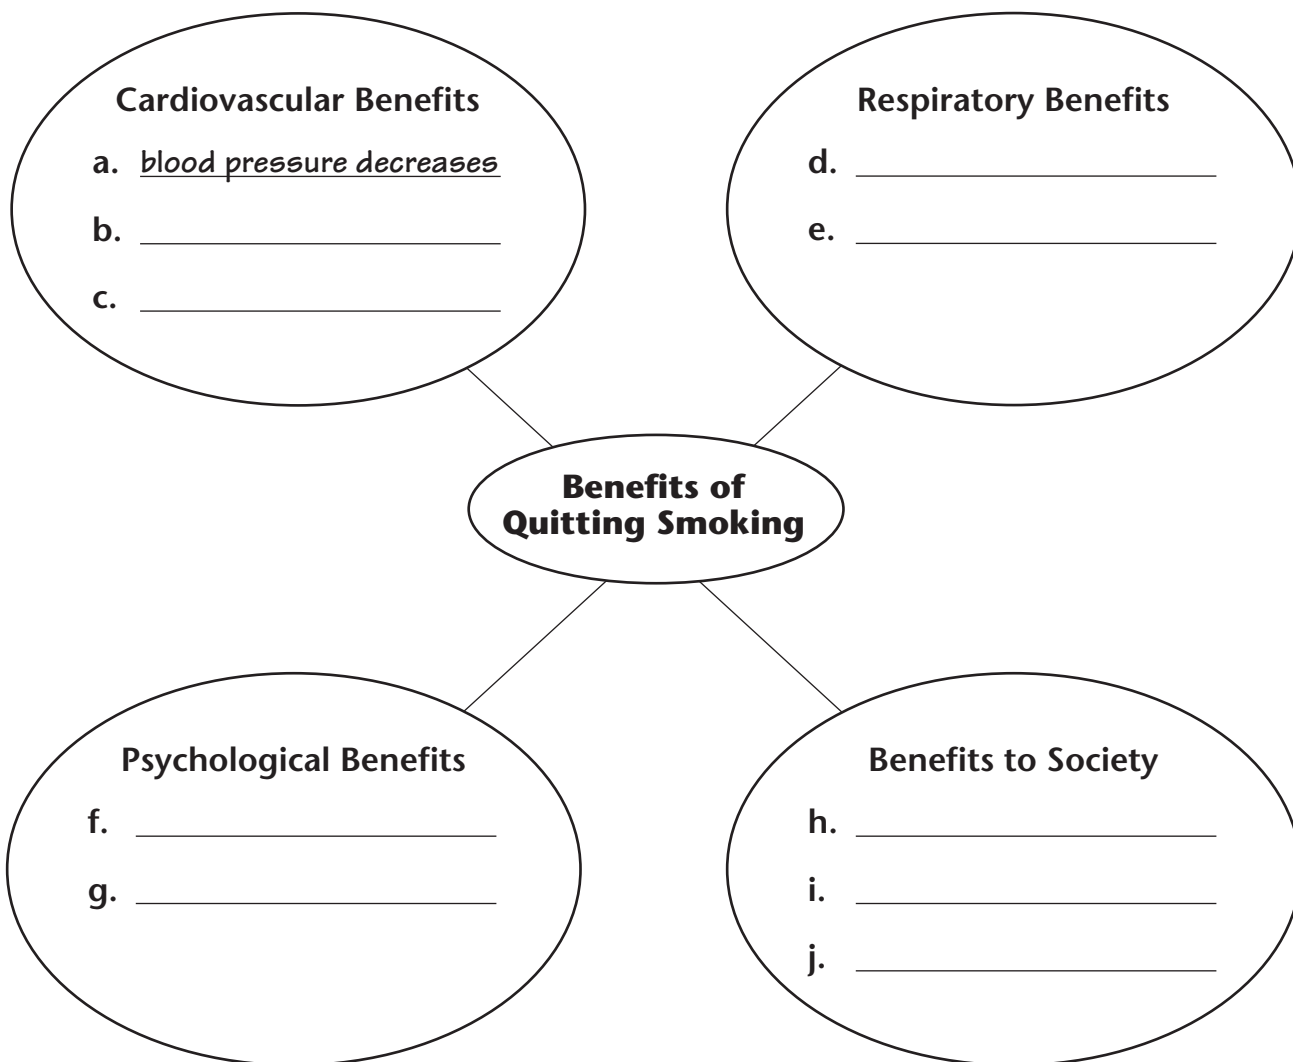 Cardiovascular Benefits
a. blood pressure decreases
b.
c.
Respiratory Benefits
d.
e.
Benefits of
Quitting Smoking
Psychological Benefits
f.
g.
Benefits to Society
h.
i.
j.